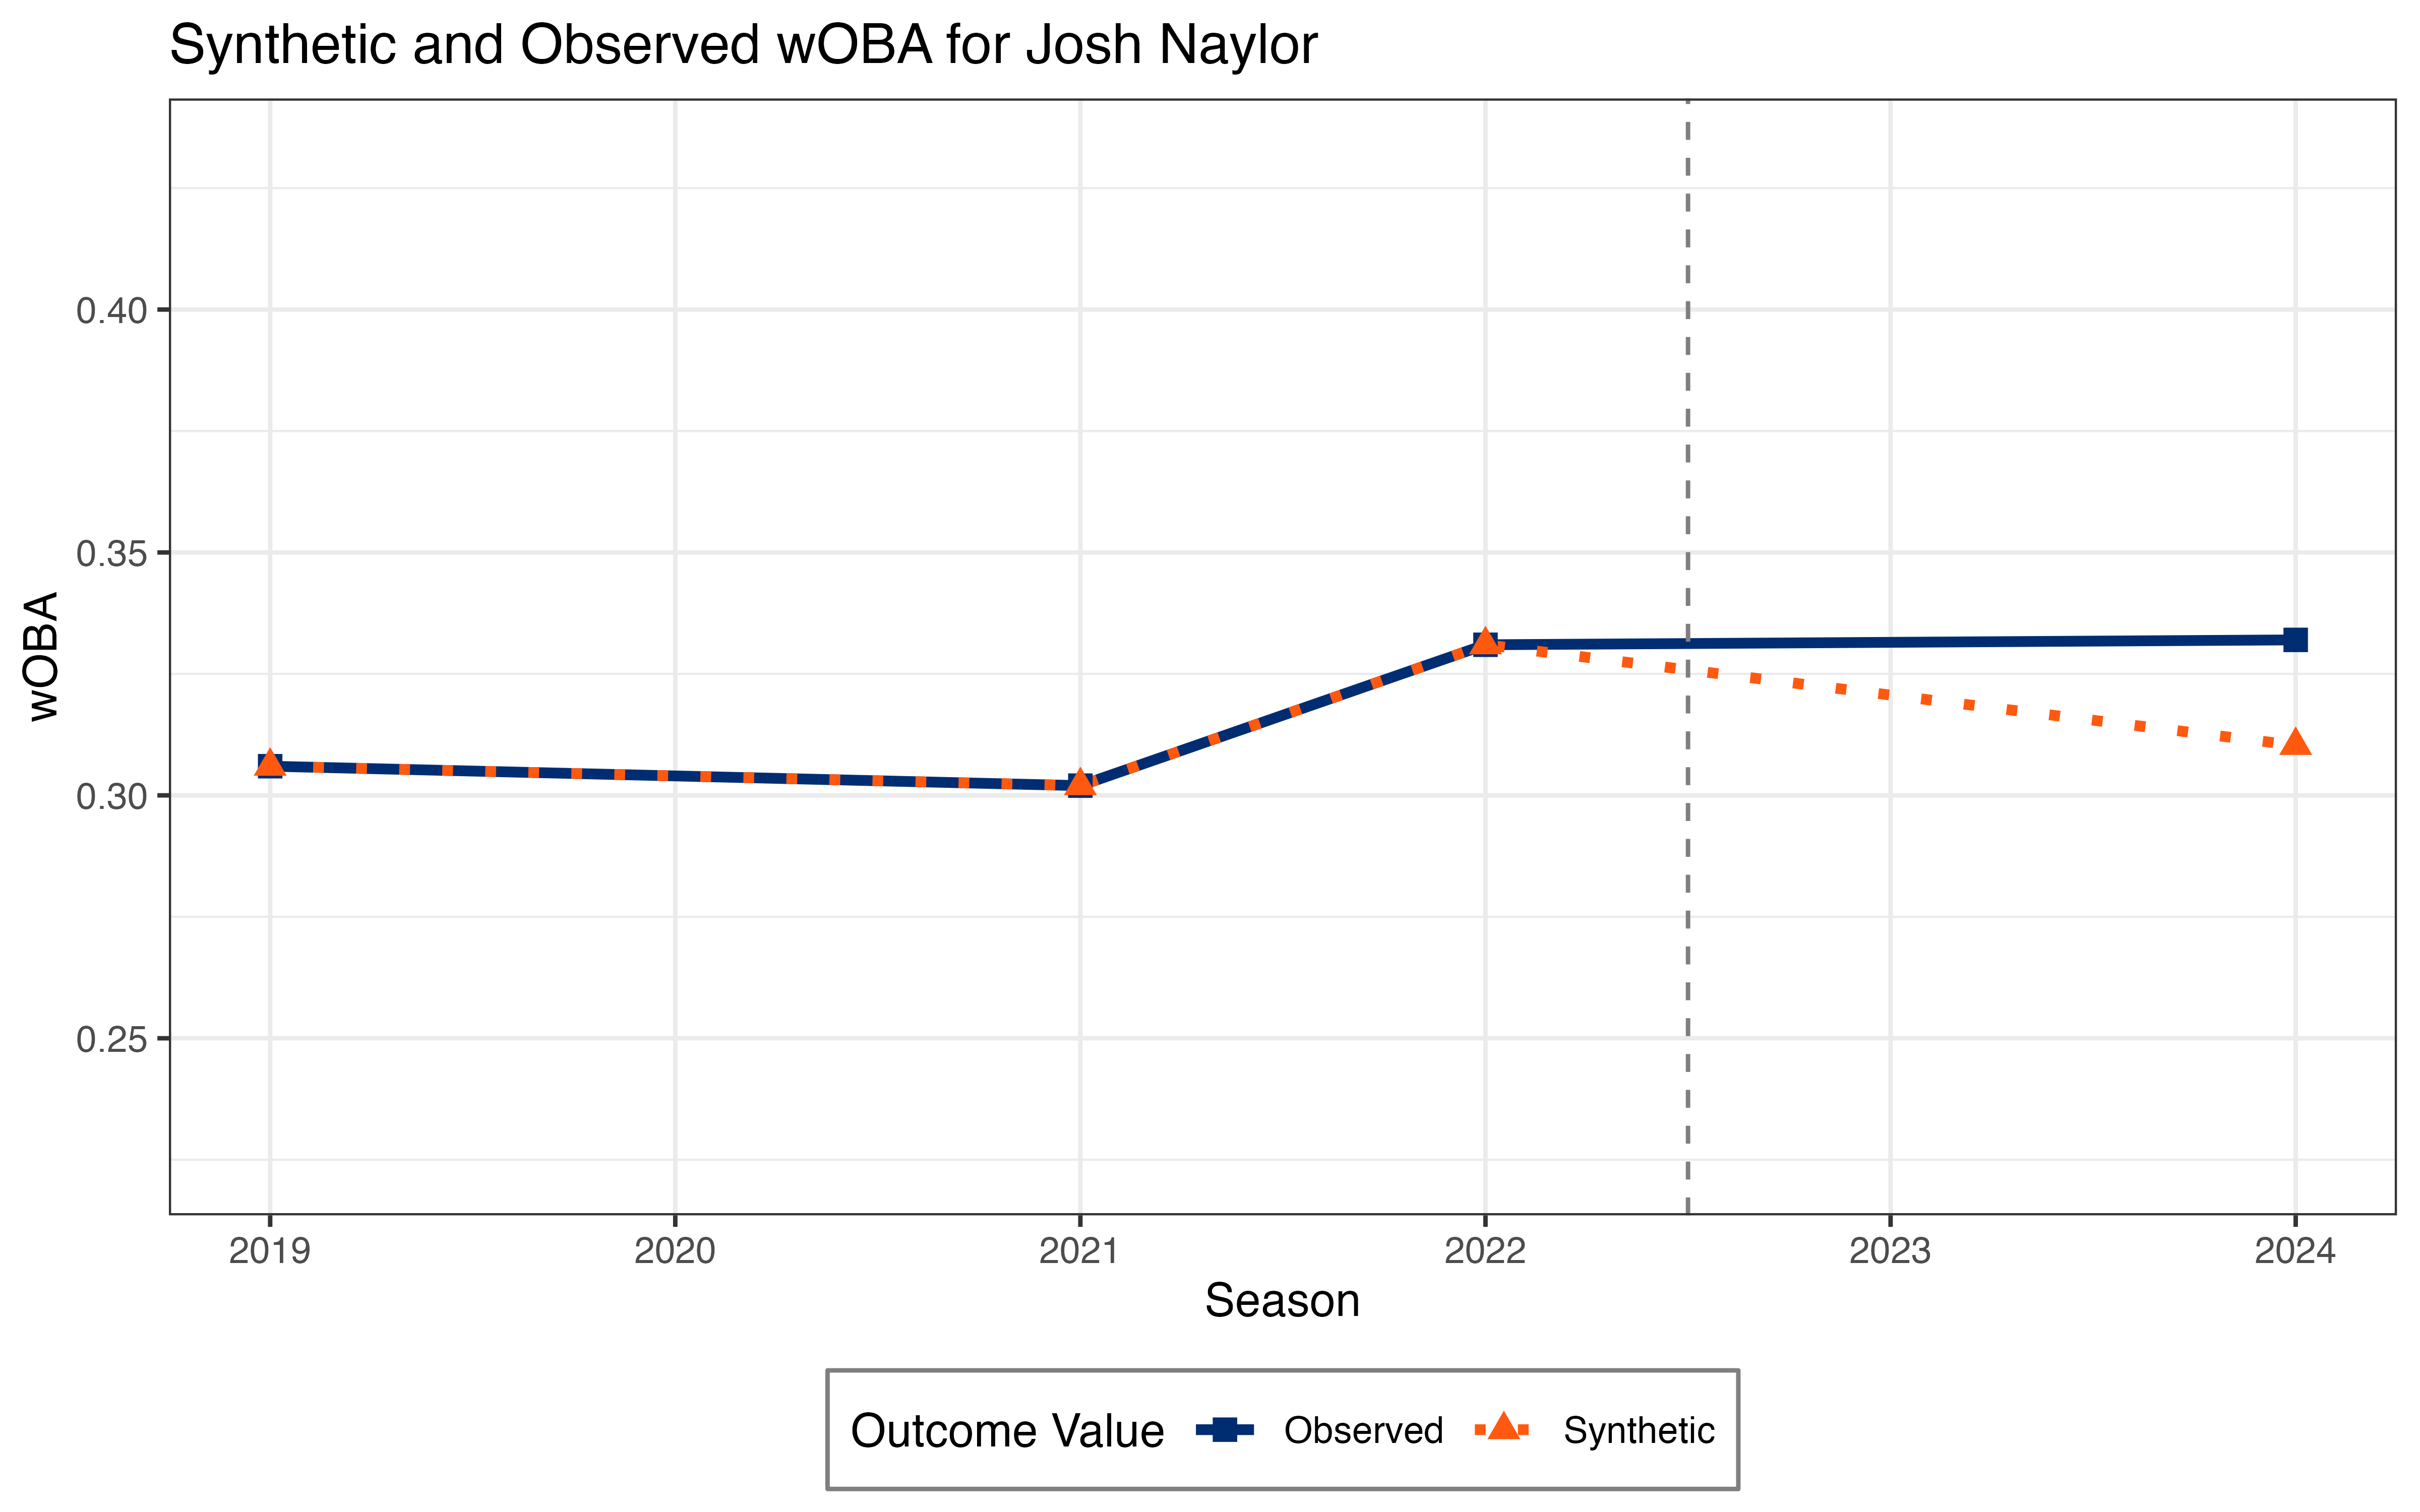 Synthetic and Observed wOBA for Josh Naylor
wOBA
0.40
0.35
0.30
0.25
2019 2020 2021 2022 2023 2024
Season
Outcome Value Observed Synthetic